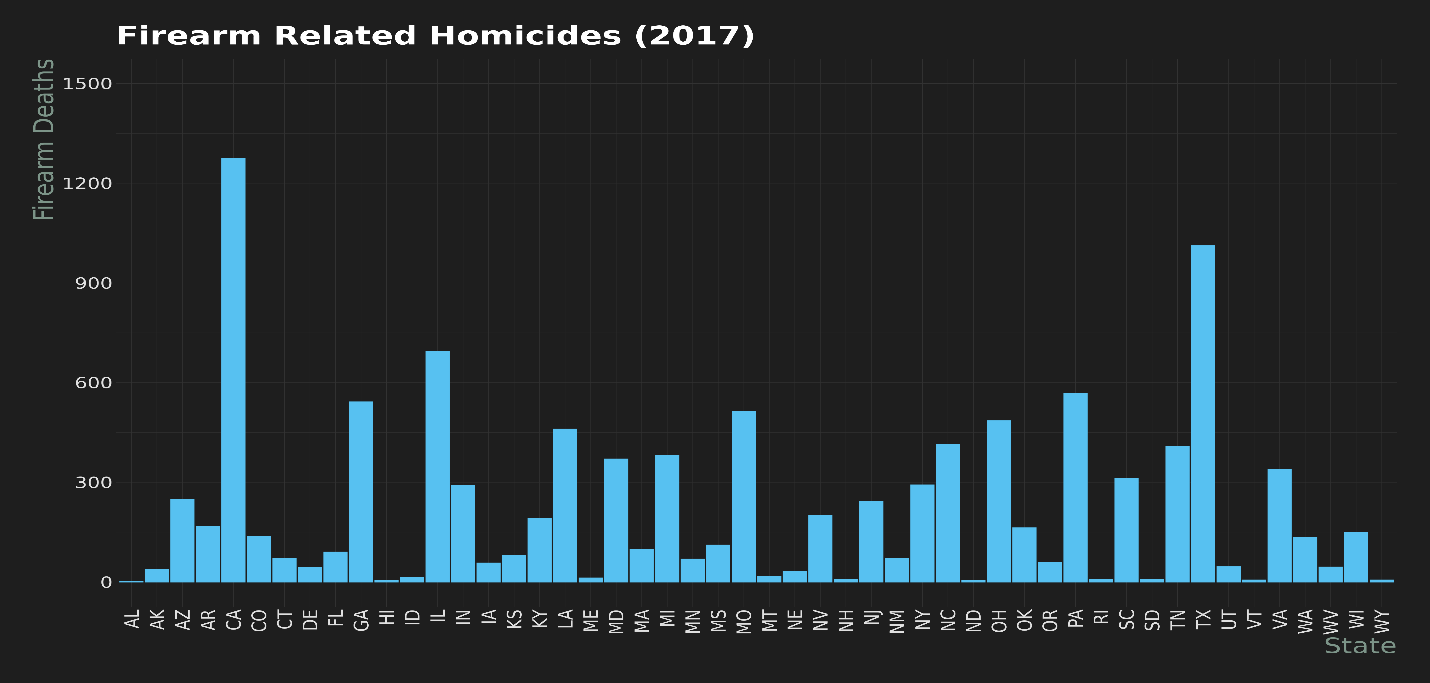 Firearm Related Homicides (2017)
Firearm Deaths
1500
1200
900
600
300
0
AL AK AZ AR CA CO CT DE FL GA HI ID IL IN IA KS KY LA ME MD MA MI MN MS MO MT NE NV NH NJ NM NY NC ND OH OK OR PA RI SC SD TN TX UT VT VA WA WV WI WY
State